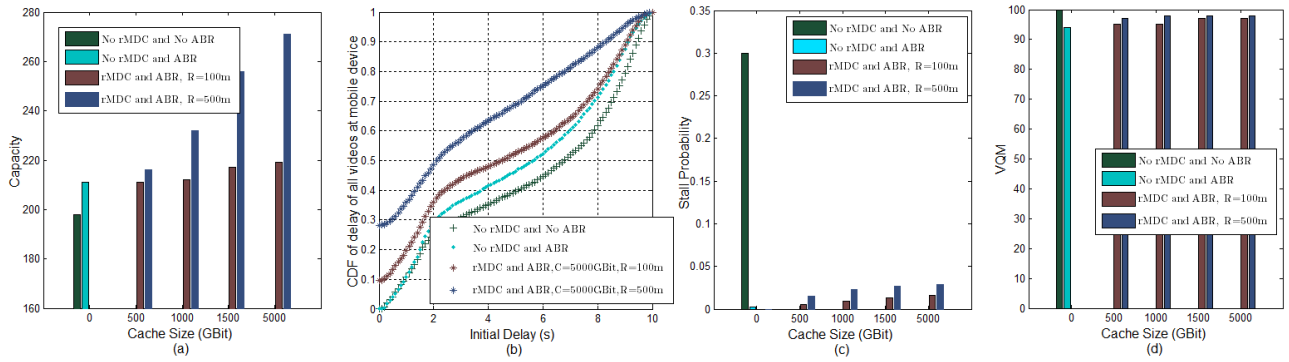 280
260
240
220
200
180
160
Capacity
No rMDC and No ABR
No rMDC and ABR
rMDC and ABR, R=100m
rMDC and ABR, R=500m
0 500 1000 1500 5000
Cache Size (GBit)
(a)
1
0.9
0.8
0.7
0.6
0.5
0.4
0.3
0.2
0.1
0
CDF of delay of all videos at mobile device
No rMDC and No ABR
No rMDC and ABR
rMDC and ABR,C=5000GBit,R=100m
rMDC and ABR,C=5000GBit,R=500m
0 2 4 6 8 10
Initial Delay (s)
(b)
0.35
0.3
0.25
0.2
0.15
0.1
0.05
0
Stall Probability
No rMDC and No ABR
No rMDC and ABR
rMDC and ABR, R=100m
rMDC and ABR, R=500m
0 500 1000 1500 5000
Cache Size (GBit)
(c)
100
90
80
70
60
50
40
30
20
10
0
VQM
No rMDC and No ABR
No rMDC and ABR
rMDC and ABR, R=100m
rMDC and ABR, R=500m
0 500 1000 1500 5000
Cache Size (GBit)
(d)